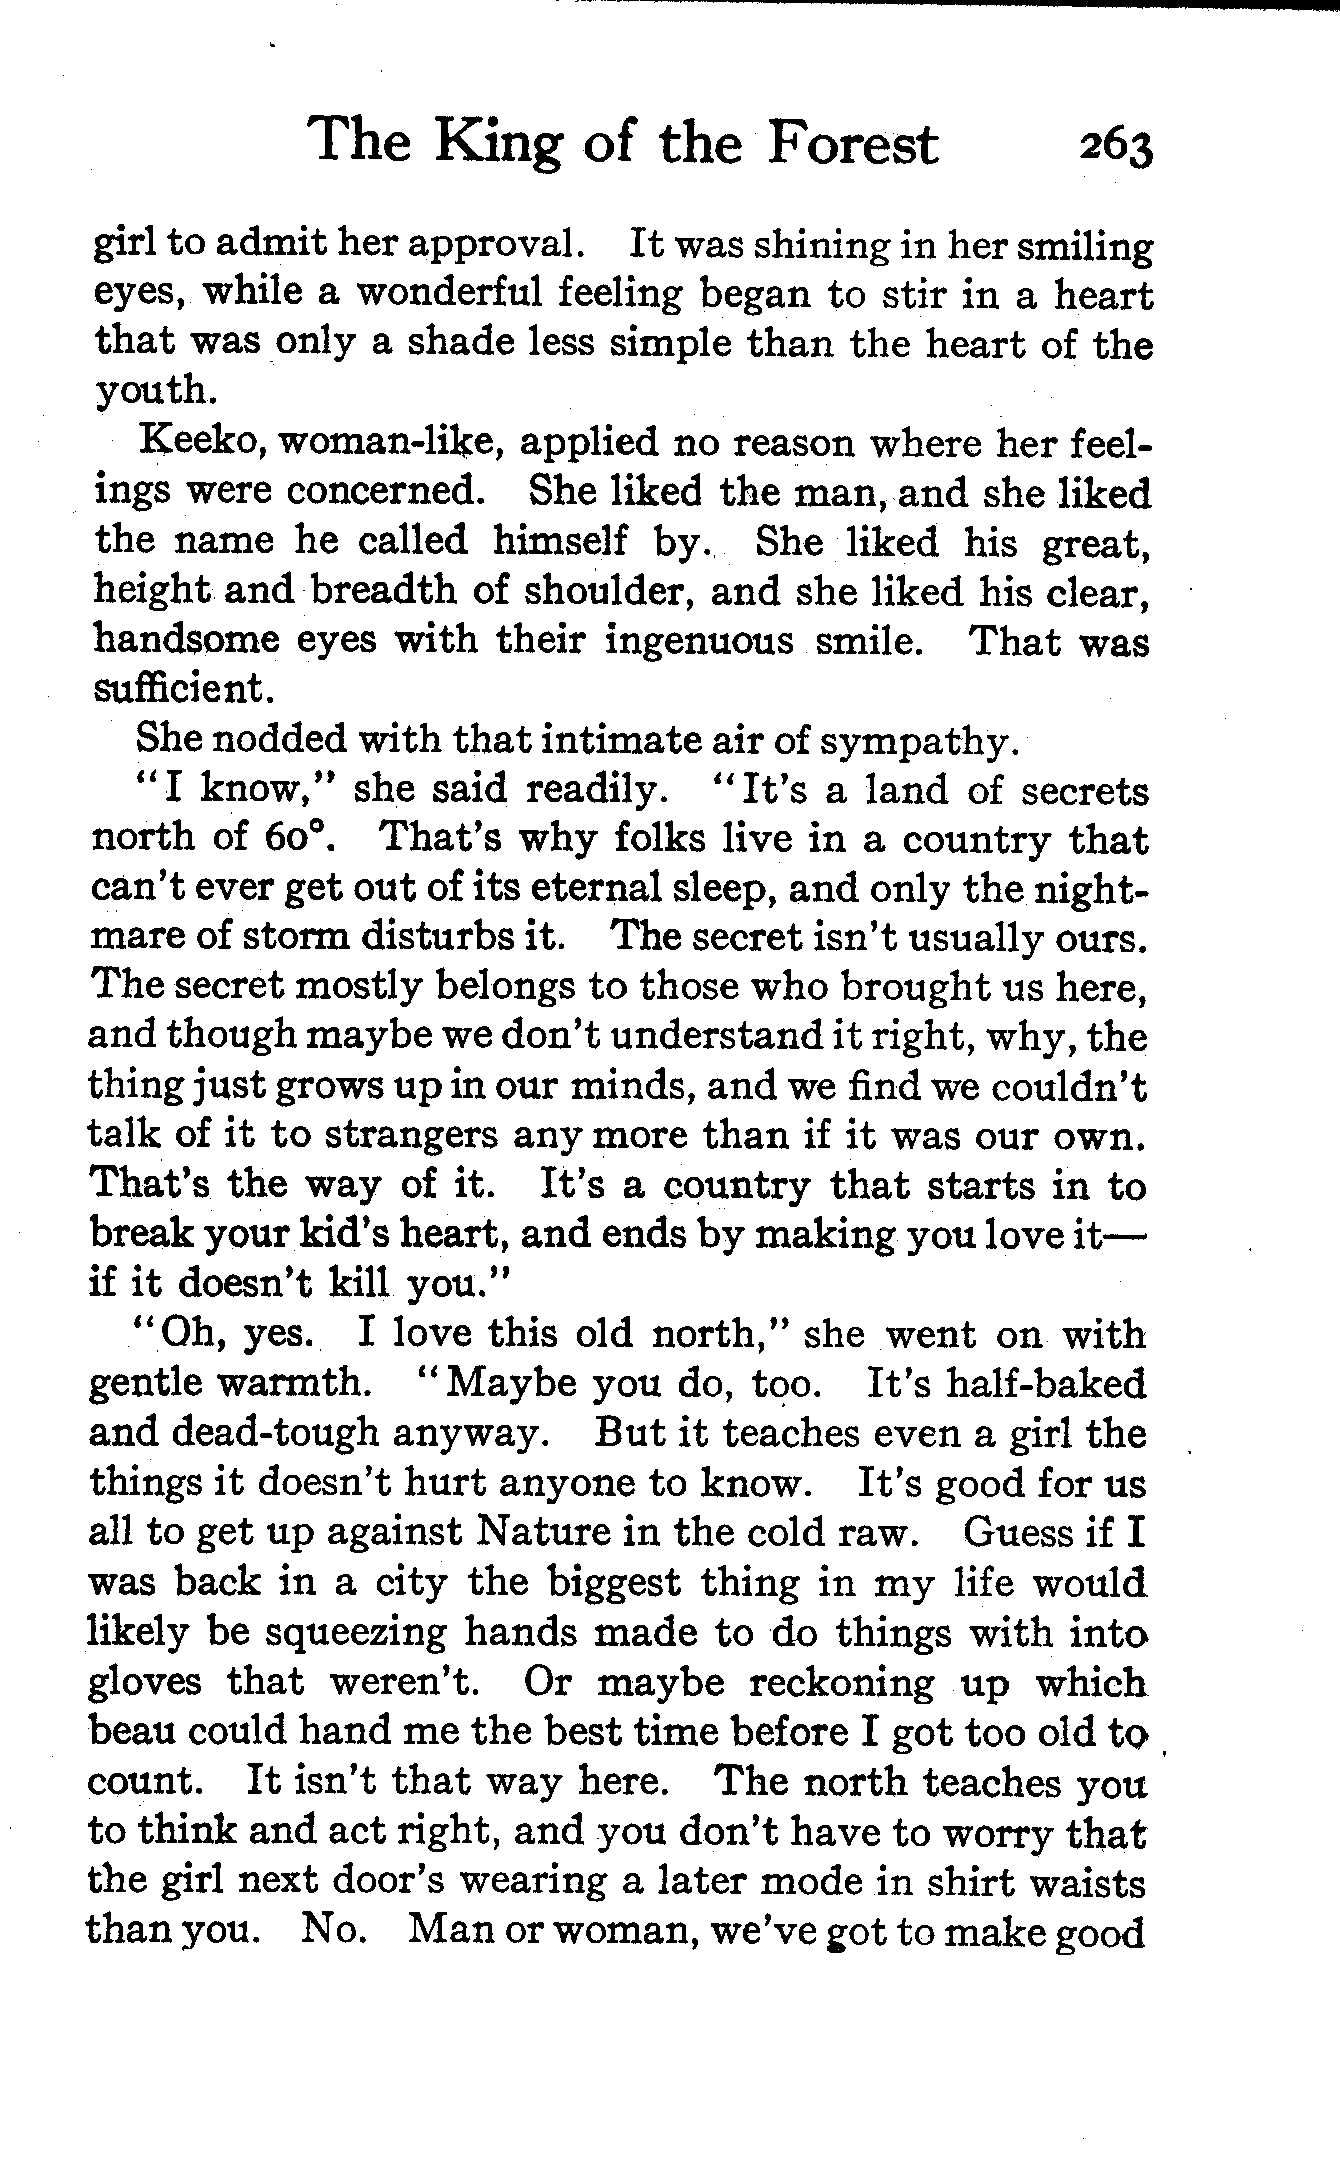 The King of the Forest 263
girl to admit her approval. It was shining in her smiling
eyes, while a wonderful feeling began to stir in a heart
that was only a shade less simple than the heart of the
youth.
Keeko, woman-like, applied no reason where her feel-
ings were concerned. She liked the man, and she liked
the name he called himself by. She liked his great,
height and breadth of shoulder, and she liked his clear,
handsome eyes with their ingenuous smile. That was
sufficient.
She nodded with that intimate air of sympathy.
"I know," she said readily. "It's a land of secrets
north of 60°. That's why folks live in a country that
can't ever get out of its eternal sleep, and only the night-
mare of storm disturbs it. The secret isn't usually ours.
The secret mostly belongs to those who brought us here,
and though maybe we don't understand it right, why, the
thing just grows up in our minds, and we find we couldn't
talk of it to strangers any more than if it was our own.
That's the way of it. It's a country that starts in to
break your kid's heart, and ends by making you love it—
if it doesn't kill you."
"Oh, yes. I love this old north," she went on with
gentle warmth. "Maybe you do, too. It's half-baked
and dead-tough anyway. But it teaches even a girl the
things it doesn't hurt anyone to know. It's good for us
all to get up against Nature in the cold raw. Guess if I
was back in a city the biggest thing in my life would
likely be squeezing hands made to do things with into
gloves that weren't. Or maybe reckoning up which
beau could hand me the best time before I got too old to
count. It isn't that way here. The north teaches you
to think and act right, and you don't have to worry that
the girl next door's wearing a later mode in shirt waists
than you. No. Man or woman, we've got to make good